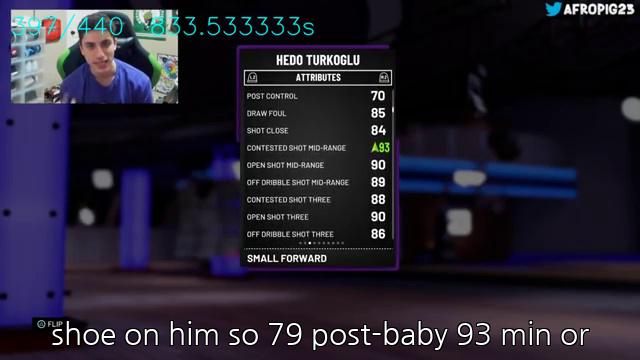 397/440 -833.533333s
AFROPIG23
HEDO TURKOGLU
ATTRIBUTES
POST CONTROL 70
DRAW FOUL 85
SHOT CLOSE 84
CONTESTED SHOT MID-RANGE 93
OPEN SHOT MID-RANGE 90
OFF DRIBBLE SHOT MID-RANGE 89
CONTESTED SHOT THREE 88
OPEN SHOT THREE 90
OFF DRIBBLE SHOT THREE 86
SMALL FORWARD
FLIP
shoe on him so 79 post-baby 93 min or